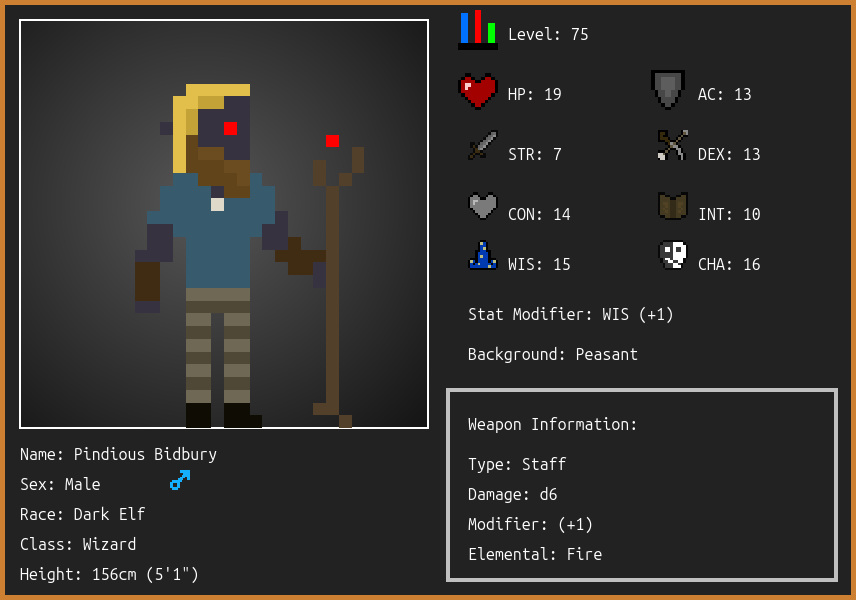 Level: 75
HP: 19
AC: 13
STR: 7
DEX: 13
CON: 14
INT: 10
WIS: 15
CHA: 16
Stat Modifier: WIS (+1)
Background: Peasant
Weapon Information:
Type: Staff
Damage: d6
Modifier: (+1)
Elemental: Fire
Name: Pindious Bidbury
Sex: Male
Race: Dark Elf
Class: Wizard
Height: 156cm (5'1")